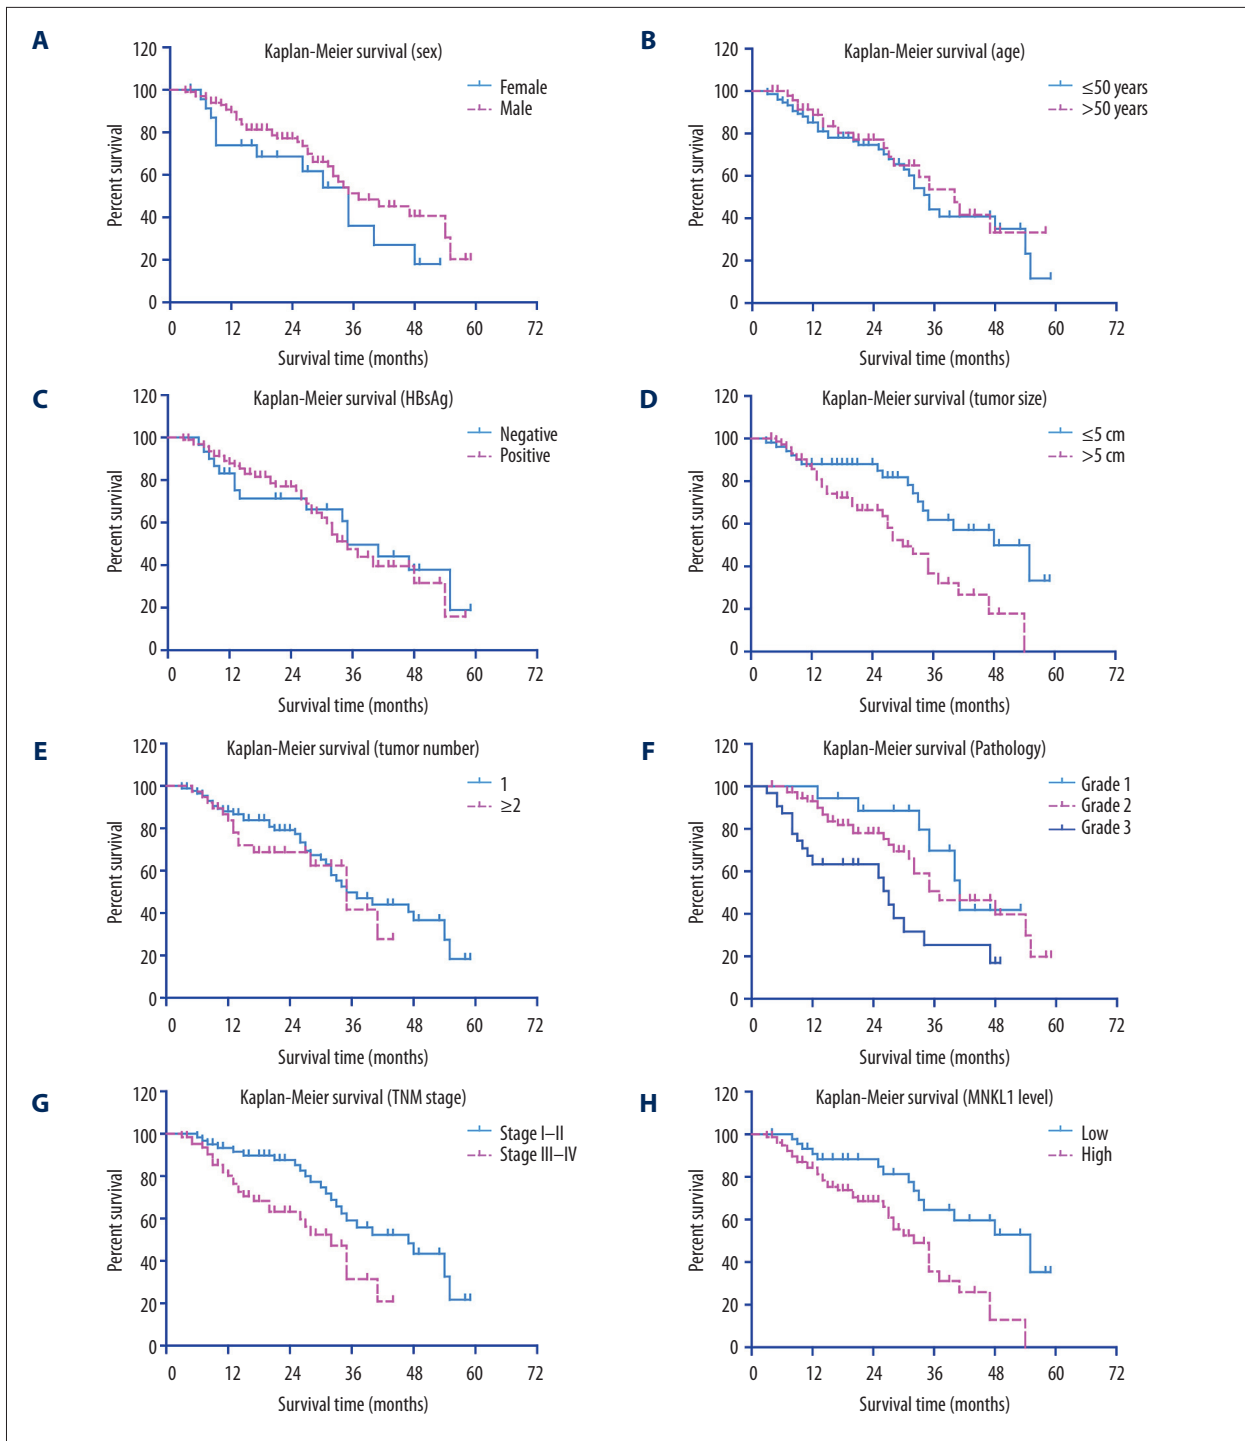 A
Kaplan-Meier survival (sex)
Female
Male
Percent survival
120
100
80
60
40
20
0
0 12 24 36 48 60 72
Survival time (months)
B
Kaplan-Meier survival (age)
≤50 years
>50 years
Percent survival
120
100
80
60
40
20
0
0 12 24 36 48 60 72
Survival time (months)
C
Kaplan-Meier survival (HBsAg)
Negative
Positive
Percent survival
120
100
80
60
40
20
0
0 12 24 36 48 60 72
Survival time (months)
D
Kaplan-Meier survival (tumor size)
≤5 cm
>5 cm
Percent survival
120
100
80
60
40
20
0
0 12 24 36 48 60 72
Survival time (months)
E
Kaplan-Meier survival (tumor number)
1
≥2
Percent survival
120
100
80
60
40
20
0
0 12 24 36 48 60 72
Survival time (months)
F
Kaplan-Meier survival (Pathology)
Grade 1
Grade 2
Grade 3
Percent survival
120
100
80
60
40
20
0
0 12 24 36 48 60 72
Survival time (months)
G
Kaplan-Meier survival (TNM stage)
Stage I–II
Stage III–IV
Percent survival
120
100
80
60
40
20
0
0 12 24 36 48 60 72
Survival time (months)
H
Kaplan-Meier survival (MNKL1 level)
Low
High
Percent survival
120
100
80
60
40
20
0
0 12 24 36 48 60 72
Survival time (months)